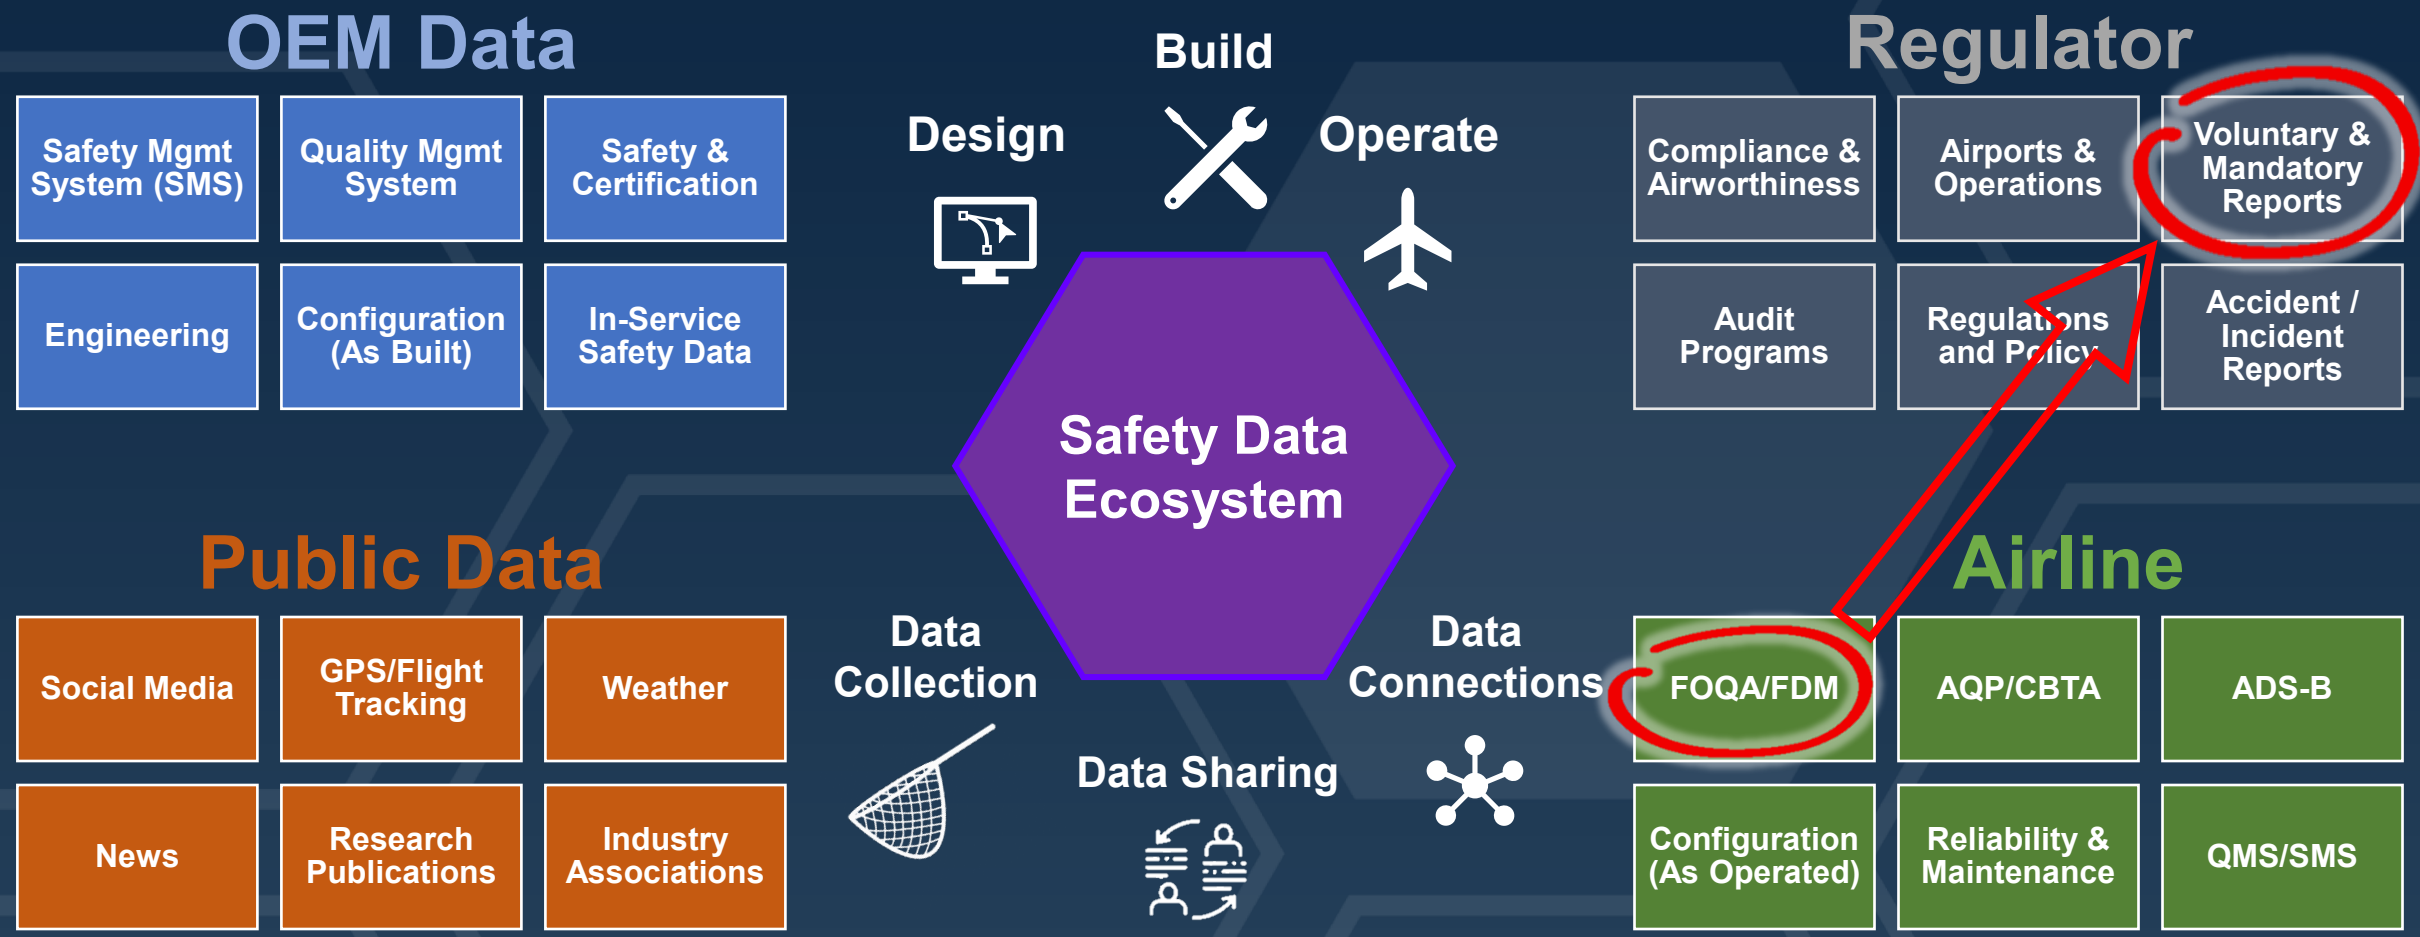 OEM Data
Safety Mgmt
System (SMS)
Quality Mgmt
System
Safety &
Certification
Engineering
Configuration
(As Built)
In-Service
Safety Data
Design
Build
Operate
Regulator
Compliance &
Airworthiness
Airports &
Operations
Voluntary &
Mandatory
Reports
Audit
Programs
Regulations
and Policy
Accident /
Incident
Reports
Safety Data
Ecosystem
Public Data
Social Media
GPS/Flight
Tracking
Weather
News
Research
Publications
Industry
Associations
Data
Collection
Data Sharing
Data
Connections
Airline
FOQA/FDM
AQP/CBTA
ADS-B
Configuration
(As Operated)
Reliability &
Maintenance
QMS/SMS